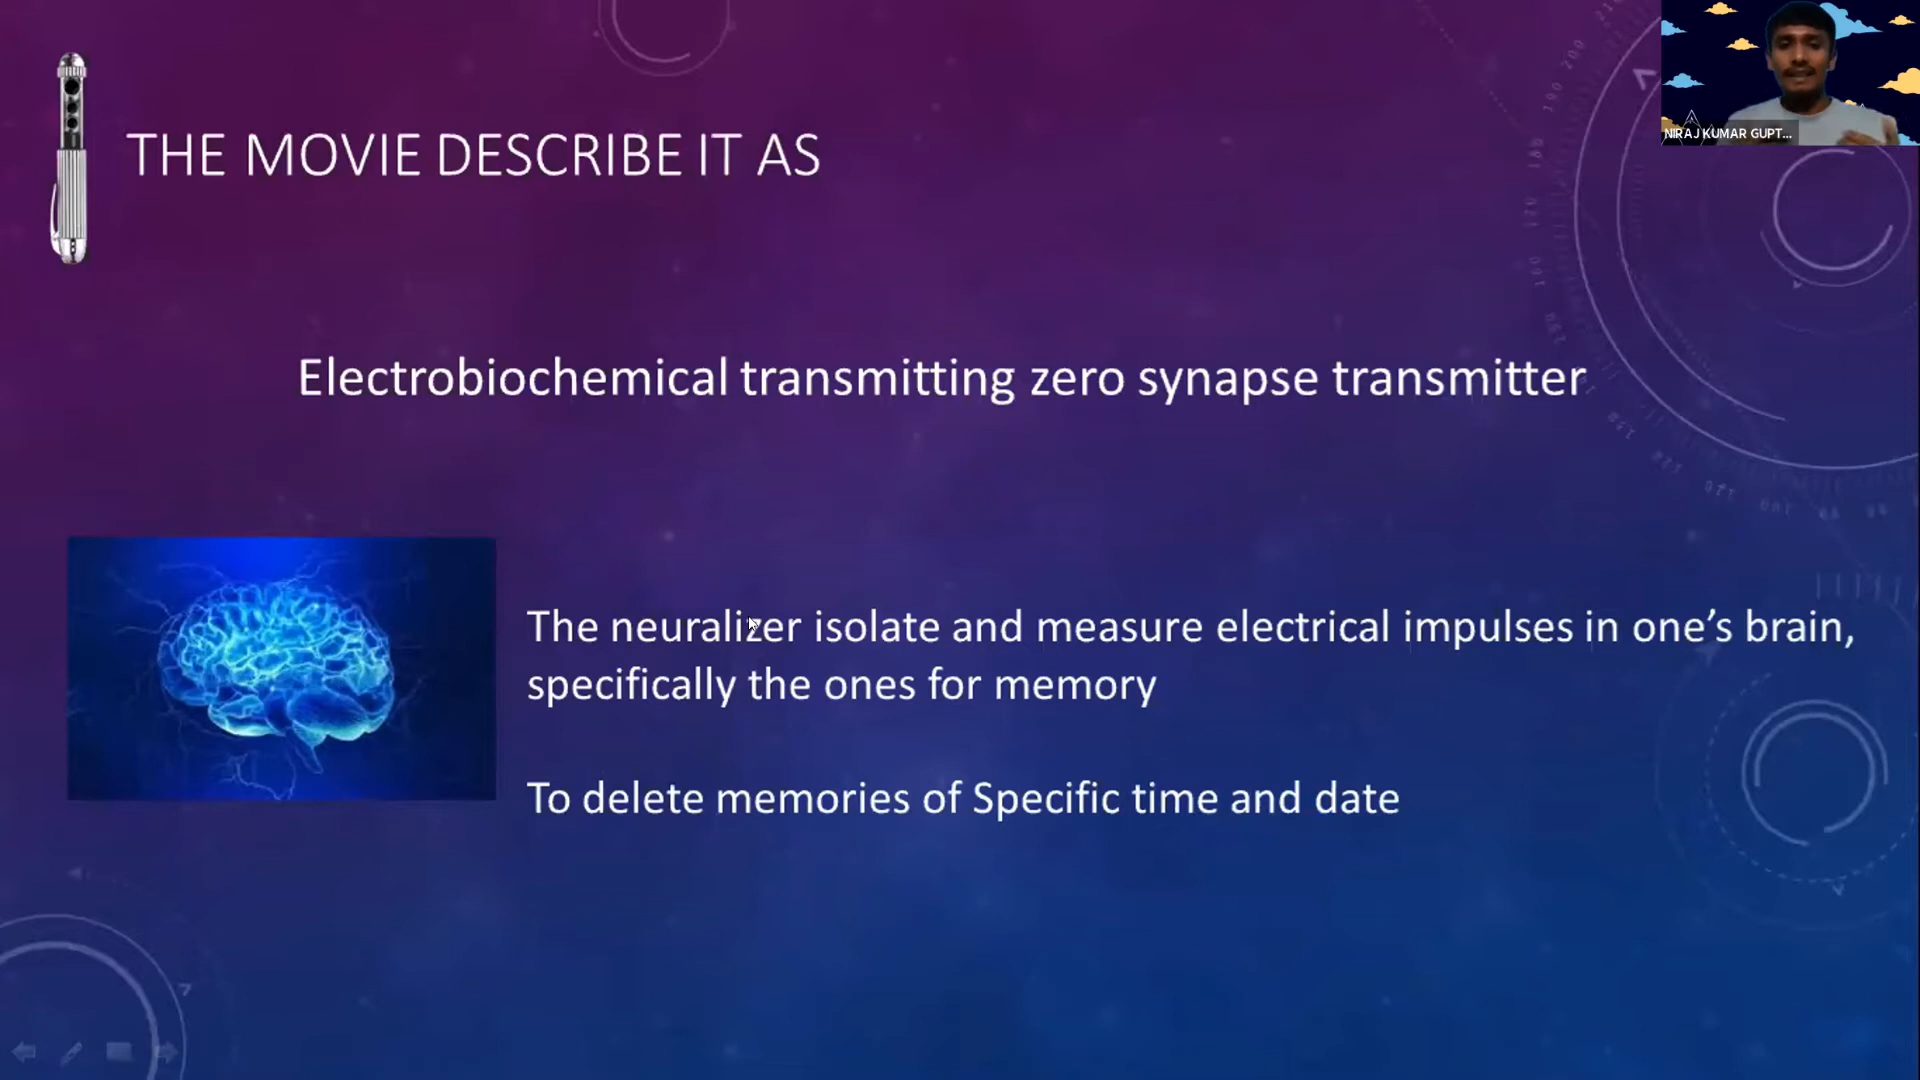 THE MOVIE DESCRIBE IT AS
NIRAJ KUMAR GUPT...
Electrobiochemical transmitting zero synapse transmitter
The neuralizer isolate and measure electrical impulses in one’s brain,
specifically the ones for memory
To delete memories of Specific time and date